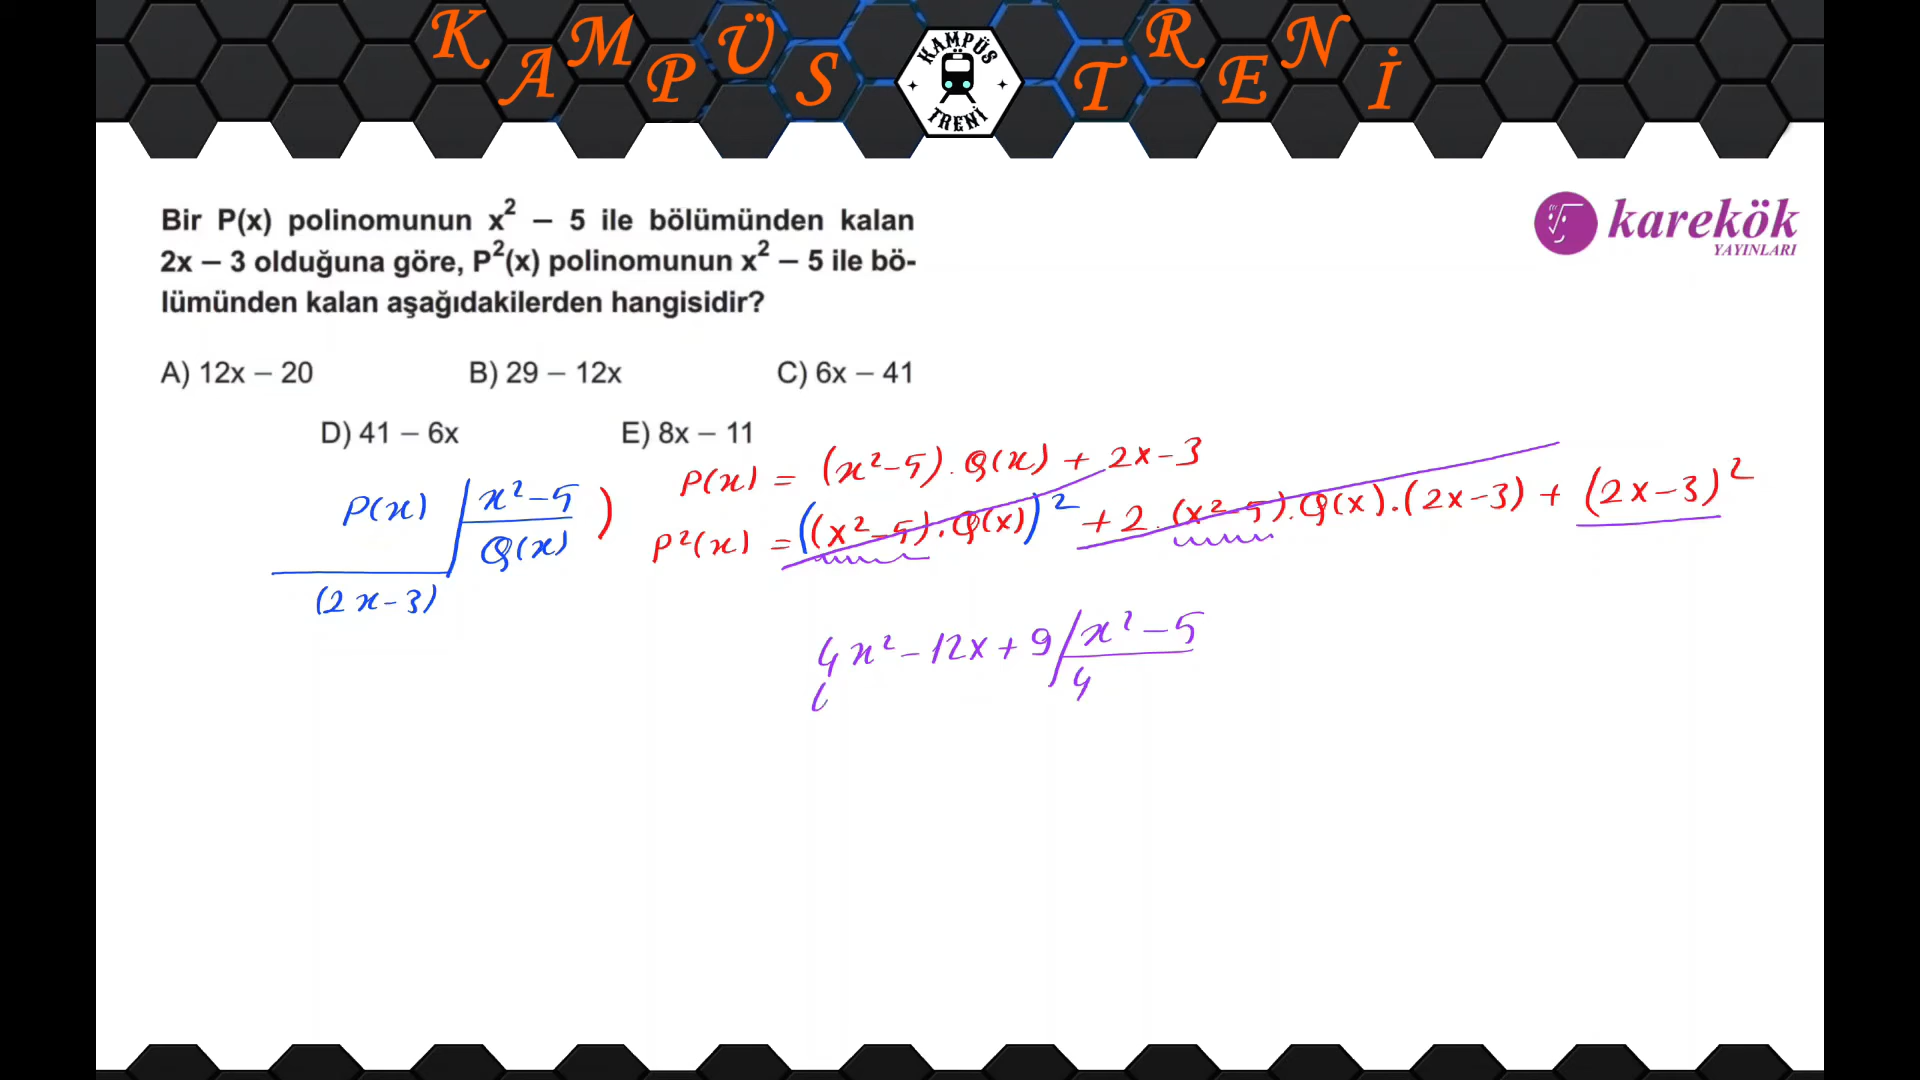 KAMPÜS TRENİ
KAMPÜS
TRENİ
karekök
YAYINLARI
Bir P(x) polinomunun x² – 5 ile bölümünden kalan
2x – 3 olduğuna göre, P²(x) polinomunun x² – 5 ile bö-
lümünden kalan aşağıdakilerden hangisidir?
A) 12x – 20 B) 29 – 12x C) 6x – 41
D) 41 – 6x E) 8x – 11
P(x) = (x²-5).Q(x) + 2x-3
P(x) x²-5
Q(x)
(2x-3)
P²(x) = ((x²-5).Q(x))² + 2.(x²-5).Q(x).(2x-3) + (2x-3)²
4x² - 12x + 9 x² - 5
4